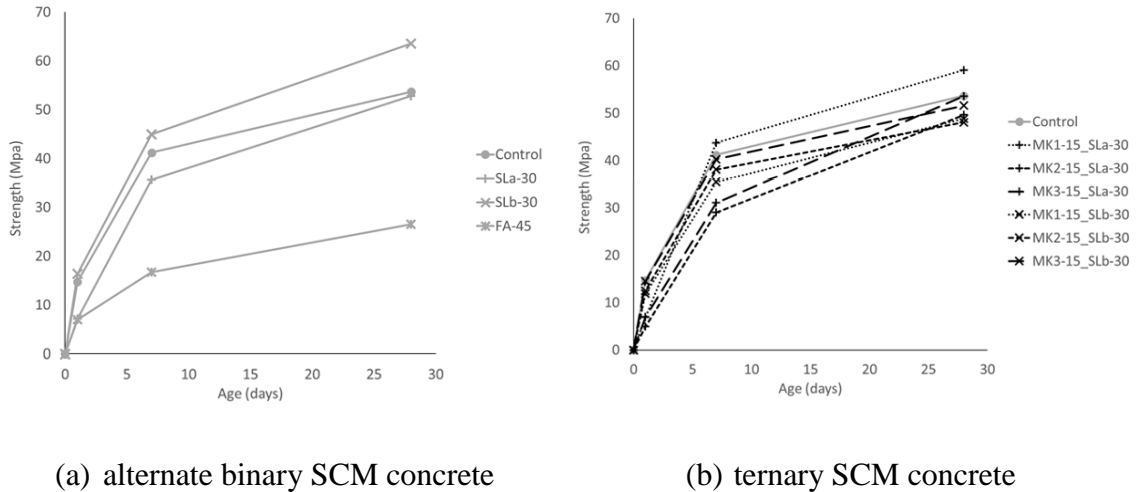 70
60
50
40
30
20
10
0
Strength (Mpa)
0 5 10 15 20 25 30
Age (days)
Control
SLa-30
SLb-30
FA-45
(a) alternate binary SCM concrete
70
60
50
40
30
20
10
0
Strength (Mpa)
0 5 10 15 20 25 30
Age (days)
Control
MK1-15_SLa-30
MK2-15_SLa-30
MK3-15_SLa-30
MK1-15_SLb-30
MK2-15_SLb-30
MK3-15_SLb-30
(b) ternary SCM concrete